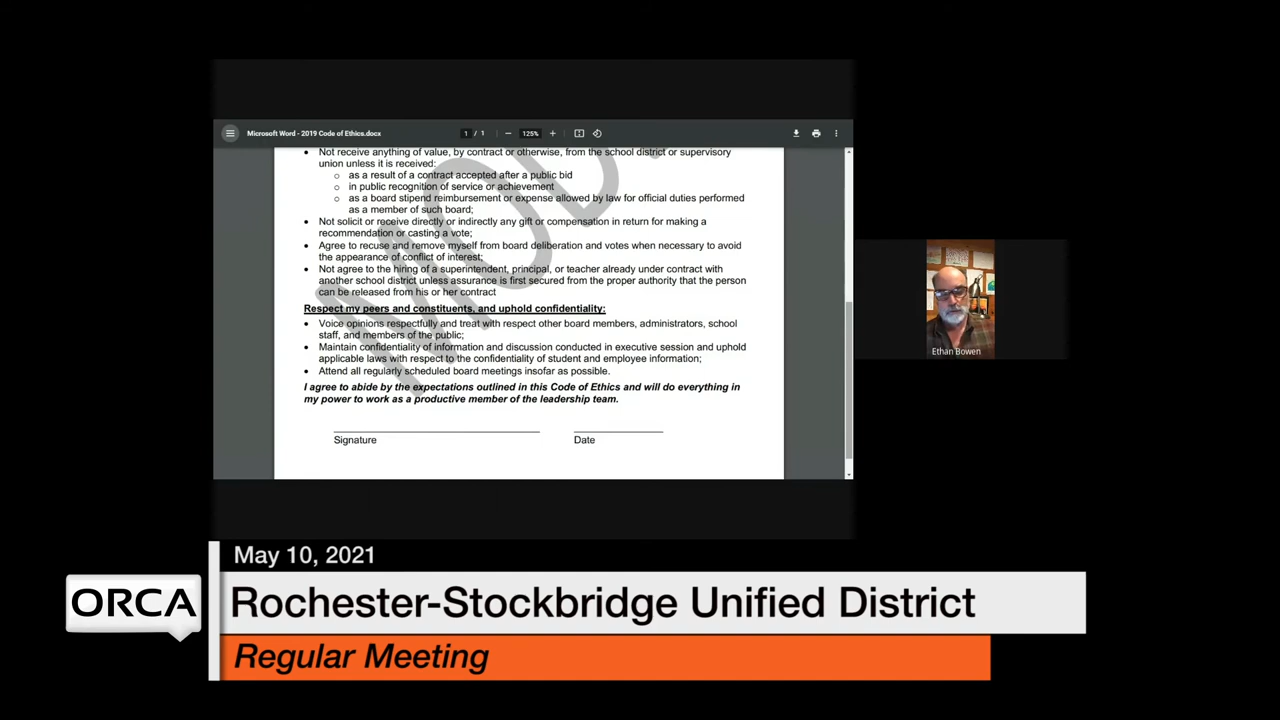 Microsoft Word - 2019 Code of Ethics.docx
1 / 1
125%
Not receive anything of value, by contract or otherwise, from the school district or supervisory
union unless it is received:
as a result of a contract accepted after a public bid
in public recognition of service or achievement
as a board stipend reimbursement or expense allowed by law for official duties performed
as a member of such board;
Not solicit or receive directly or indirectly any gift or compensation in return for making a
recommendation or casting a vote;
Agree to recuse and remove myself from board deliberation and votes when necessary to avoid
the appearance of conflict of interest;
Not agree to the hiring of a superintendent, principal, or teacher already under contract with
another school district unless assurance is first secured from the proper authority that the person
can be released from his or her contract
Respect my peers and constituents, and uphold confidentiality:
Voice opinions respectfully and treat with respect other board members, administrators, school
staff, and members of the public;
Maintain confidentiality of information and discussion conducted in executive session and uphold
applicable laws with respect to the confidentiality of student and employee information;
Attend all regularly scheduled board meetings insofar as possible.
I agree to abide by the expectations outlined in this Code of Ethics and will do everything in
my power to work as a productive member of the leadership team.
Signature
Date
Ethan Bowen
May 10, 2021
ORCA
Rochester-Stockbridge Unified District
Regular Meeting